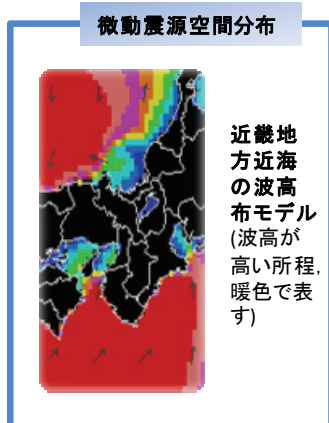 微動震源空間分布
近畿地
方近海
の波高
布モデル
(波高が
高い所程,
暖色で表
す)